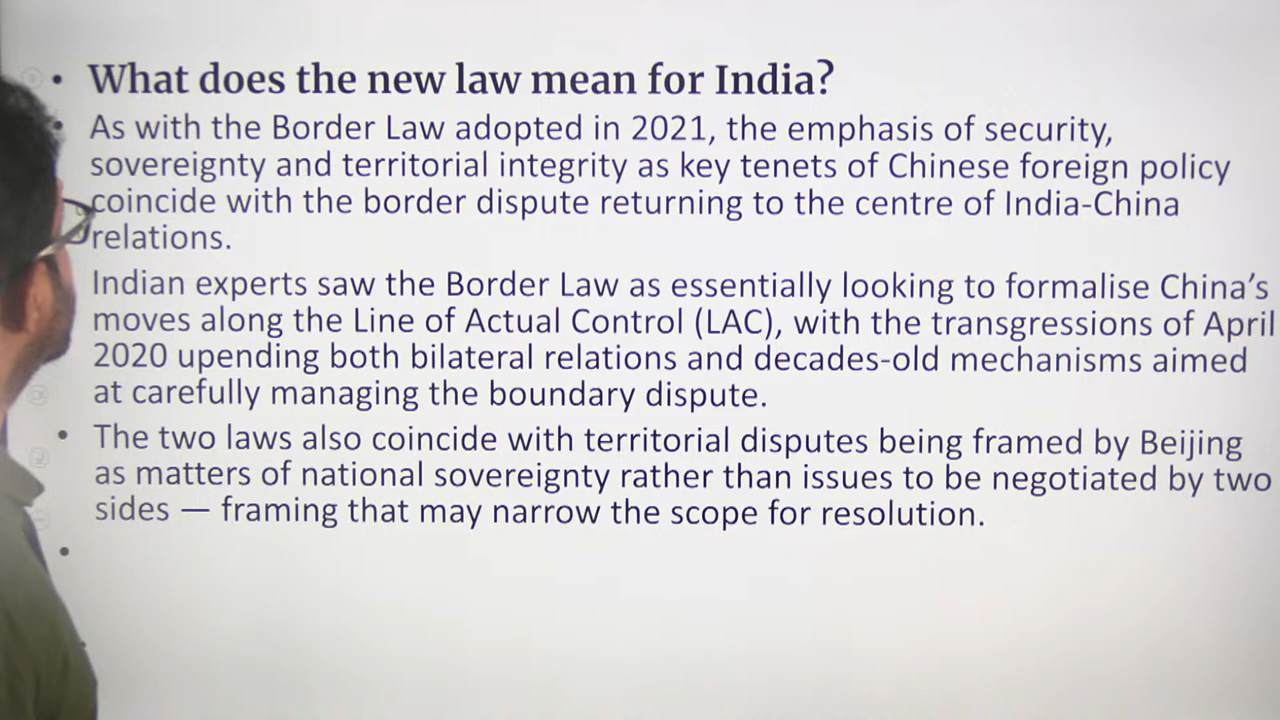 • What does the new law mean for India?
• As with the Border Law adopted in 2021, the emphasis of security,
sovereignty and territorial integrity as key tenets of Chinese foreign policy
coincide with the border dispute returning to the centre of India-China
relations.
Indian experts saw the Border Law as essentially looking to formalise China's
moves along the Line of Actual Control (LAC), with the transgressions of April
2020 upending both bilateral relations and decades-old mechanisms aimed
at carefully managing the boundary dispute.
• The two laws also coincide with territorial disputes being framed by Beijing
as matters of national sovereignty rather than issues to be negotiated by two
sides — framing that may narrow the scope for resolution.
•